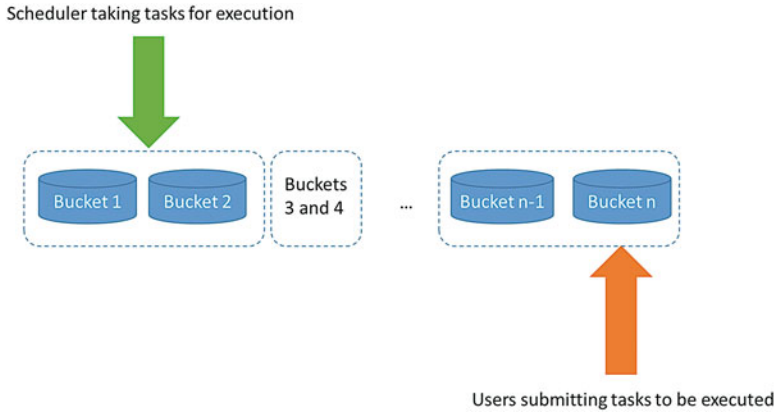 Scheduler taking tasks for execution
Bucket 1
Bucket 2
Buckets
3 and 4
...
Bucket n-1
Bucket n
Users submitting tasks to be executed